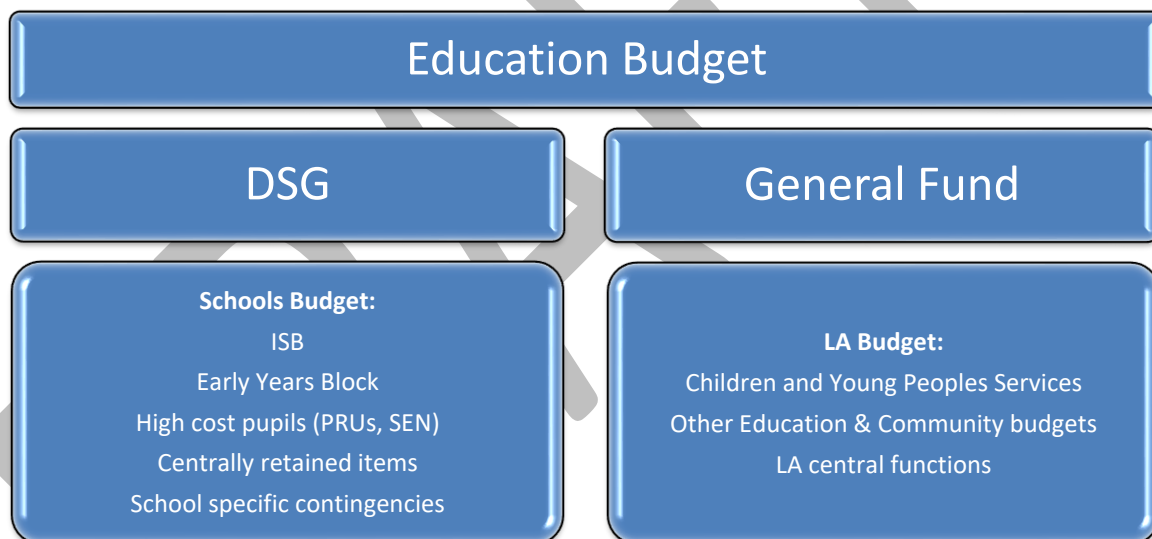 Education Budget
DSG
General Fund
Schools Budget:
ISB
Early Years Block
High cost pupils (PRUs, SEN)
Centrally retained items
School specific contingencies
LA Budget:
Children and Young Peoples Services
Other Education & Community budgets
LA central functions